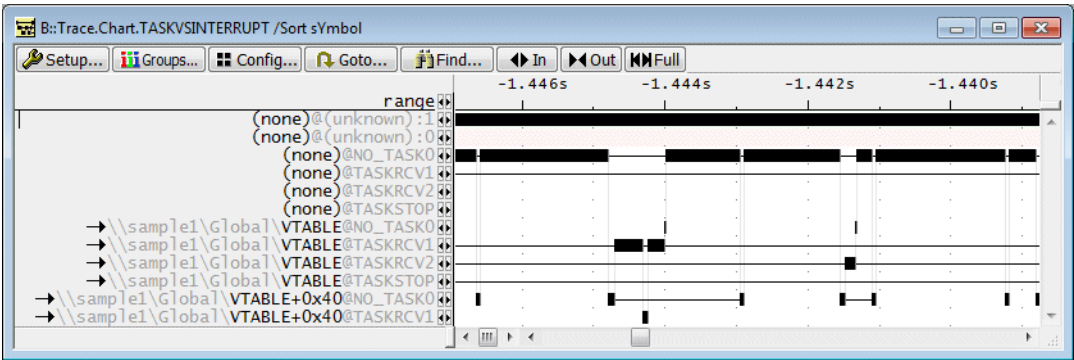 B::Trace.Chart.TASKVSINTERRUPT /Sort sYmbol
Setup... Groups... Config... Goto... Find... In Out Full
-1.446s -1.444s -1.442s -1.440s
range
(none)@(unknown):1
(none)@(unknown):0
(none)@NO_TASK0
(none)@TASKRCV1
(none)@TASKRCV2
(none)@TASKSTOP
\\sample1\Global\VTABLE@NO_TASK0
\\sample1\Global\VTABLE@TASKRCV1
\\sample1\Global\VTABLE@TASKRCV2
\\sample1\Global\VTABLE@TASKSTOP
\\sample1\Global\VTABLE+0x40@NO_TASK0
\\sample1\Global\VTABLE+0x40@TASKRCV1